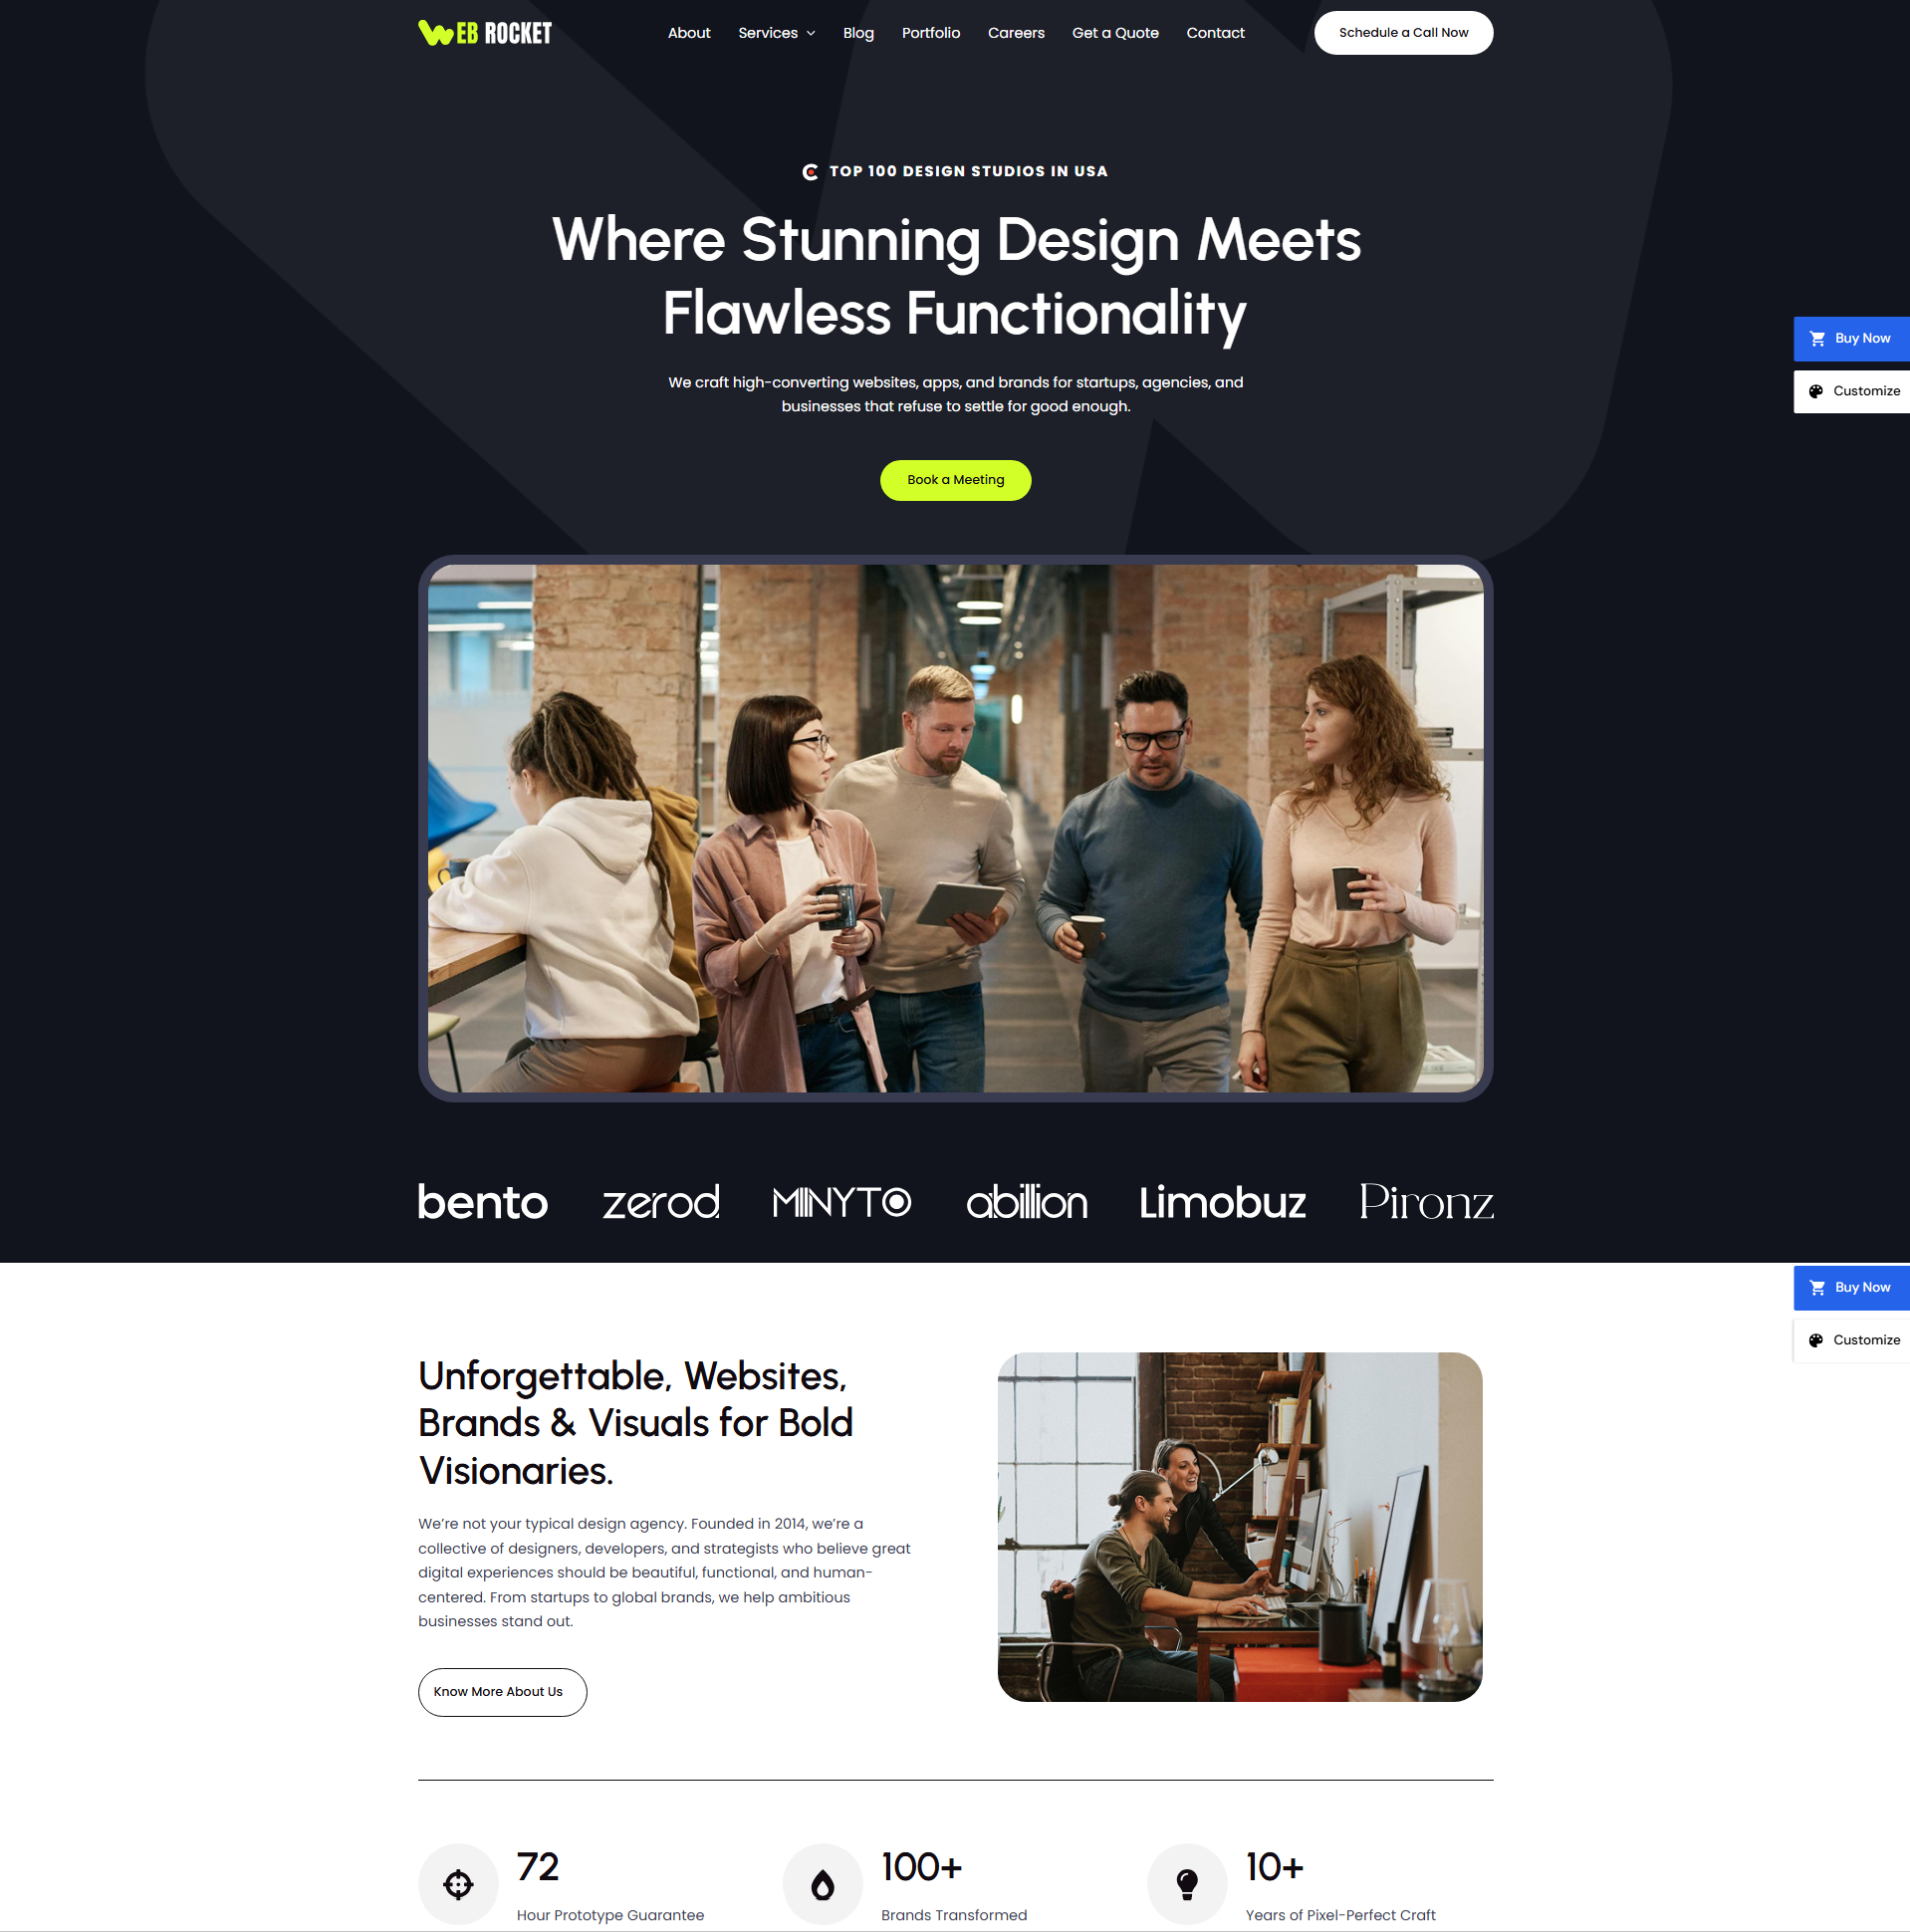 WEB ROCKET
About Services Blog Portfolio Careers Get a Quote Contact Schedule a Call Now
TOP 100 DESIGN STUDIOS IN USA
Where Stunning Design Meets
Flawless Functionality
Buy Now
Customize
We craft high-converting websites, apps, and brands for startups, agencies, and
businesses that refuse to settle for good enough.
Book a Meeting
bento zerod MINYTO abillion Limobuz Pironz
Buy Now
Customize
Unforgettable, Websites,
Brands & Visuals for Bold
Visionaries.
We’re not your typical design agency. Founded in 2014, we’re a
collective of designers, developers, and strategists who believe great
digital experiences should be beautiful, functional, and human-
centered. From startups to global brands, we help ambitious
businesses stand out.
Know More About Us
72 100+ 10+
Hour Prototype Guarantee Brands Transformed Years of Pixel-Perfect Craft